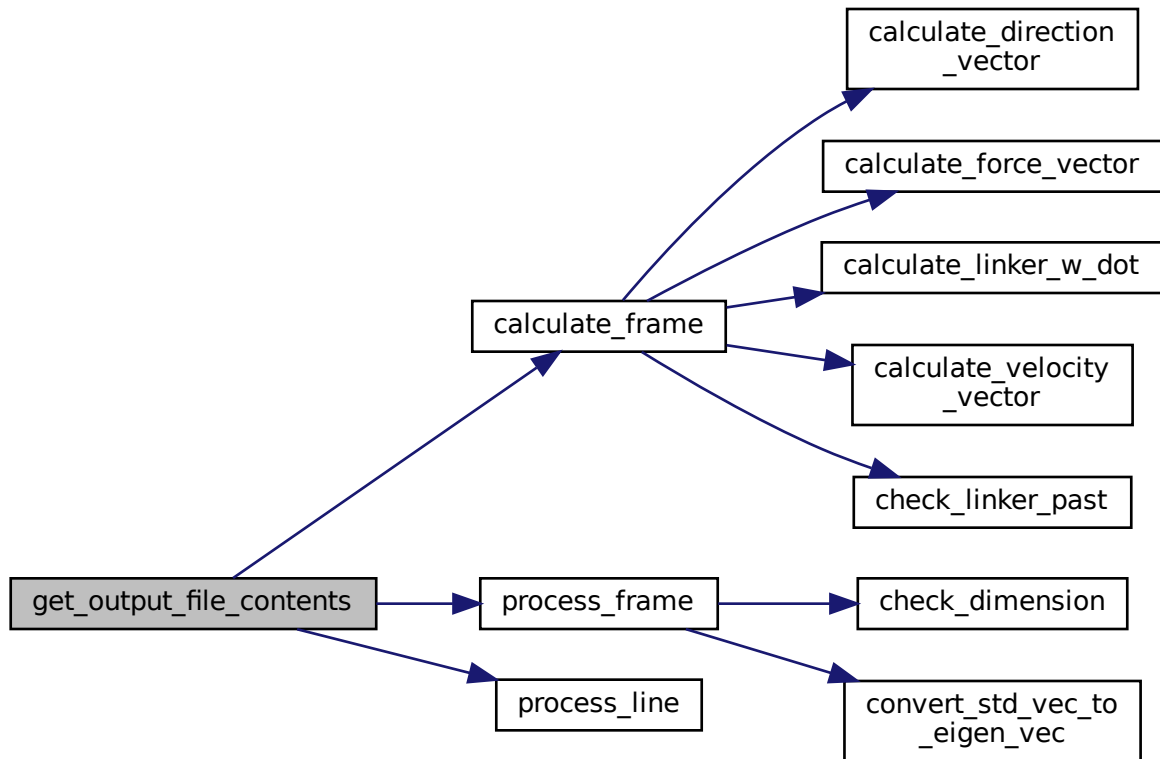 calculate_direction
_vector
calculate_force_vector
calculate_linker_w_dot
calculate_frame
calculate_velocity
_vector
check_linker_past
get_output_file_contents
process_frame
check_dimension
process_line
convert_std_vec_to
_eigen_vec